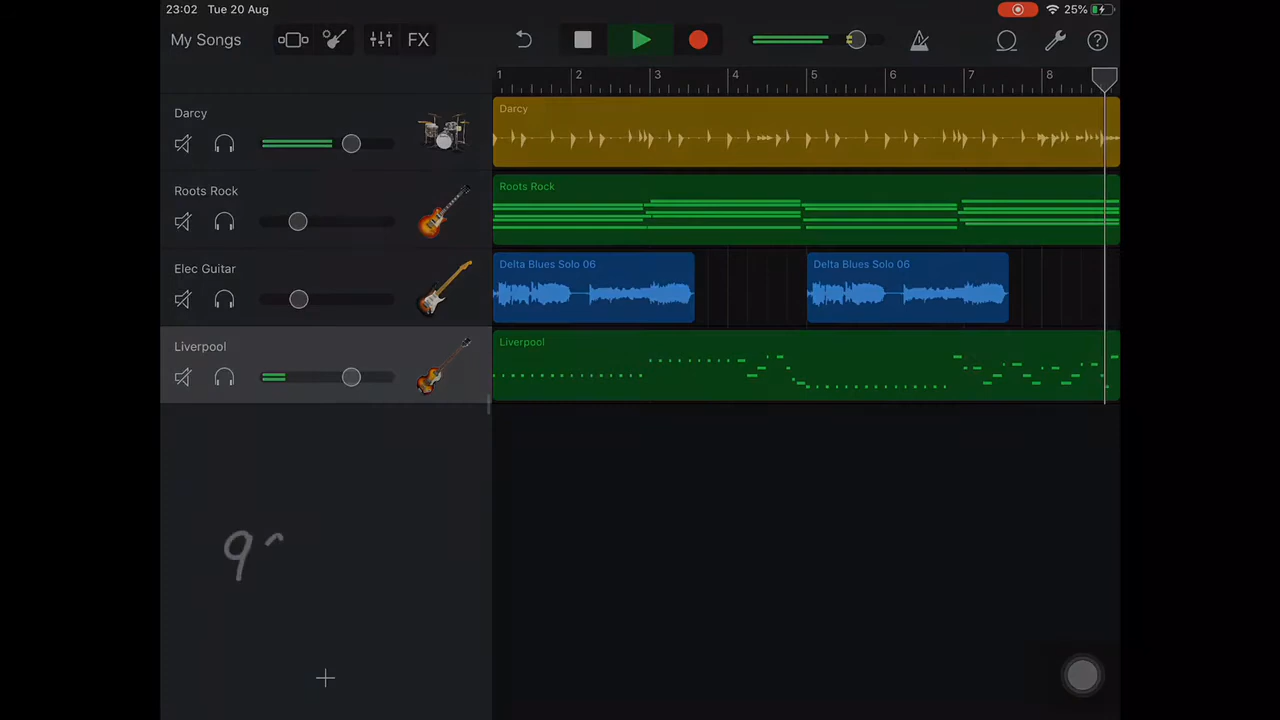 23:02 Tue 20 Aug
25%
My Songs
FX
1 2 3 4 5 6 7 8
Darcy
Darcy
Roots Rock
Roots Rock
Elec Guitar
Delta Blues Solo 06
Delta Blues Solo 06
Liverpool
Liverpool